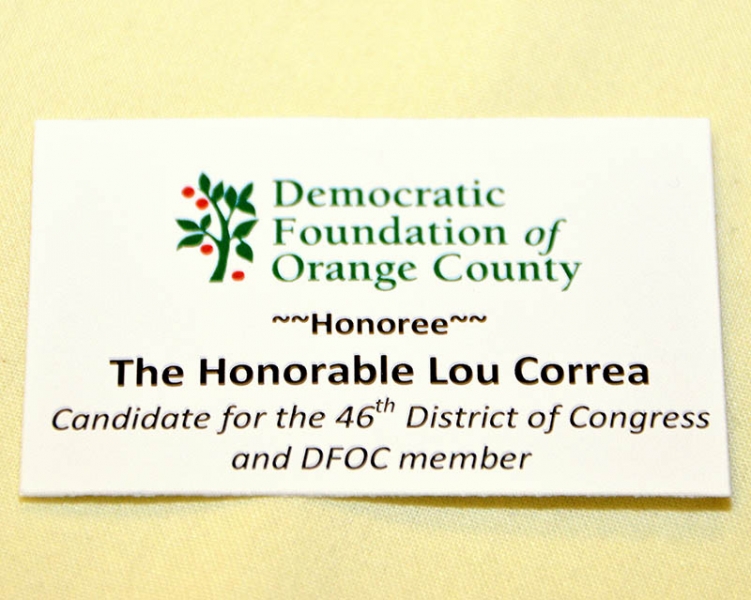 Democratic
Foundation of
Orange County
~~Honoree~~
The Honorable Lou Correa
Candidate for the 46th District of Congress
and DFOC member